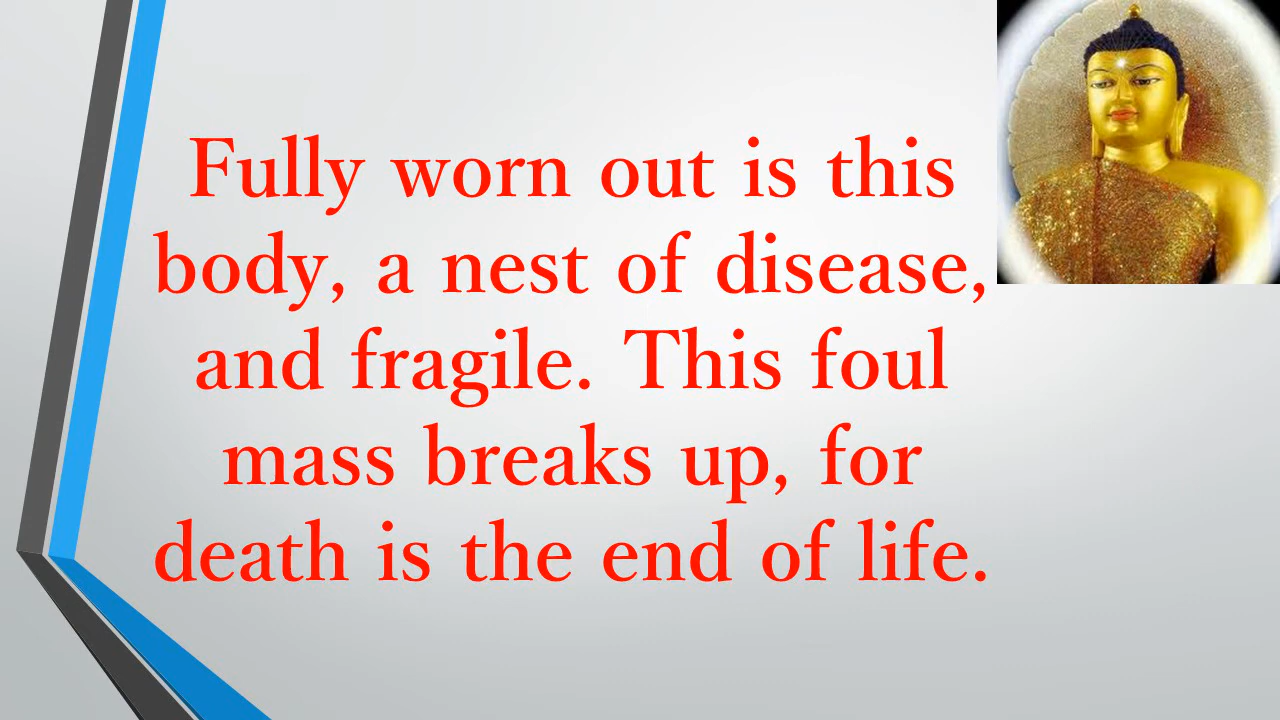 Fully worn out is this
body, a nest of disease,
and fragile. This foul
mass breaks up, for
death is the end of life.